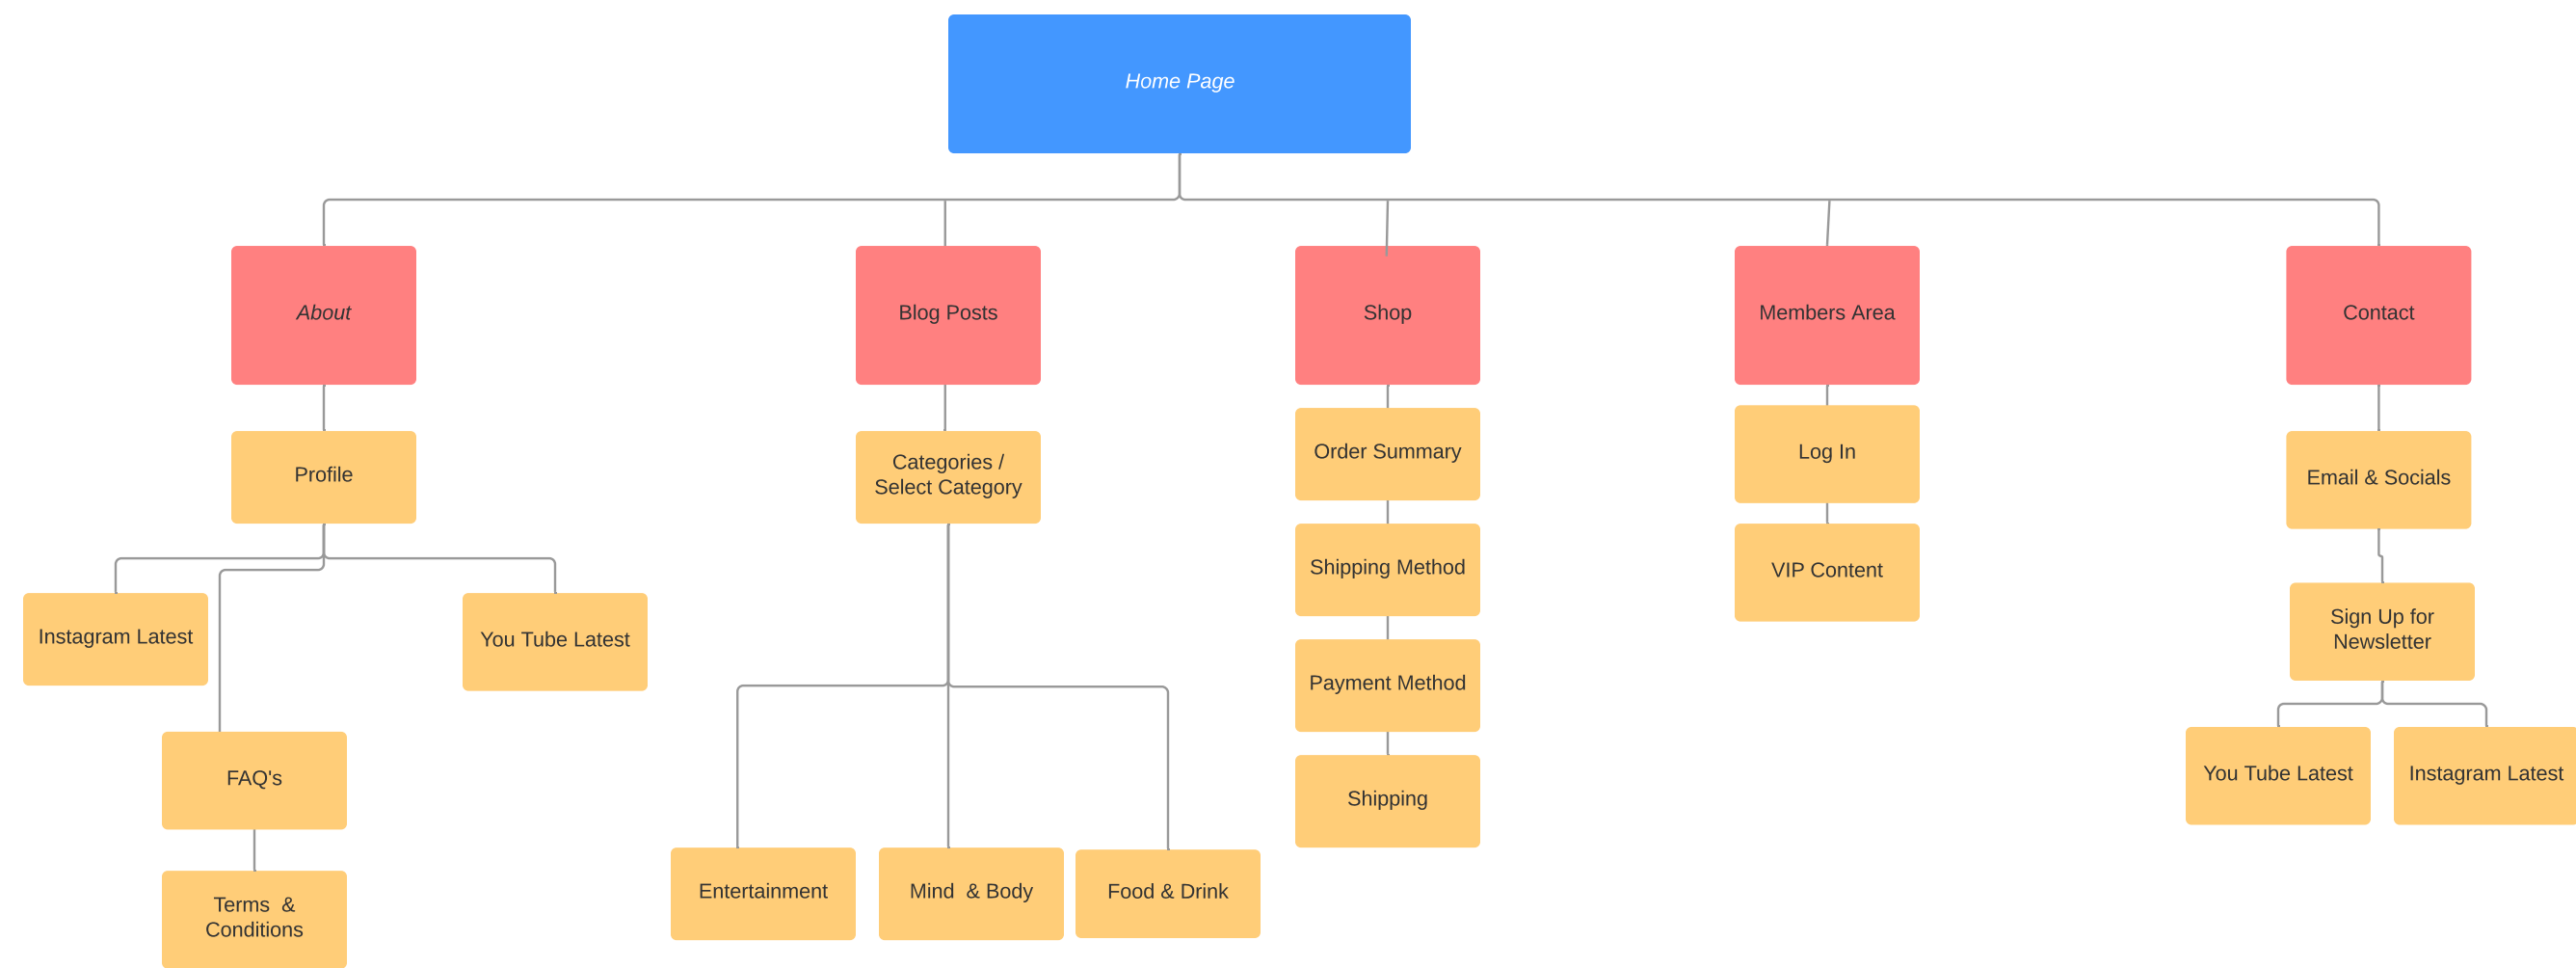 Home Page
About
Blog Posts
Shop
Members Area
Contact
Profile
Categories /
Select Category
Order Summary
Log In
Email & Socials
Shipping Method
VIP Content
Instagram Latest
You Tube Latest
Sign Up for
Newsletter
Payment Method
FAQ's
Shipping
You Tube Latest
Instagram Latest
Terms  &
Conditions
Entertainment
Mind  & Body
Food & Drink